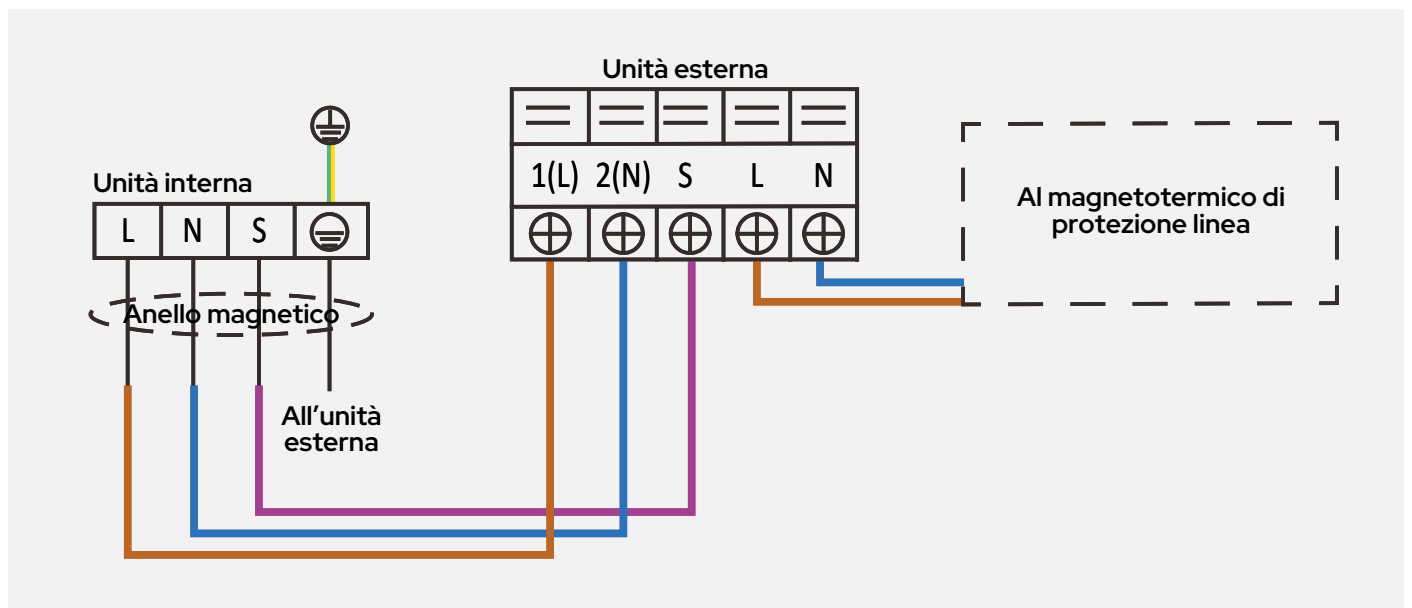 Unità esterna
1(L) 2(N) S L N
Unità interna
L N S
Al magnetotermico di
protezione linea
Anello magnetico
All’unità
esterna